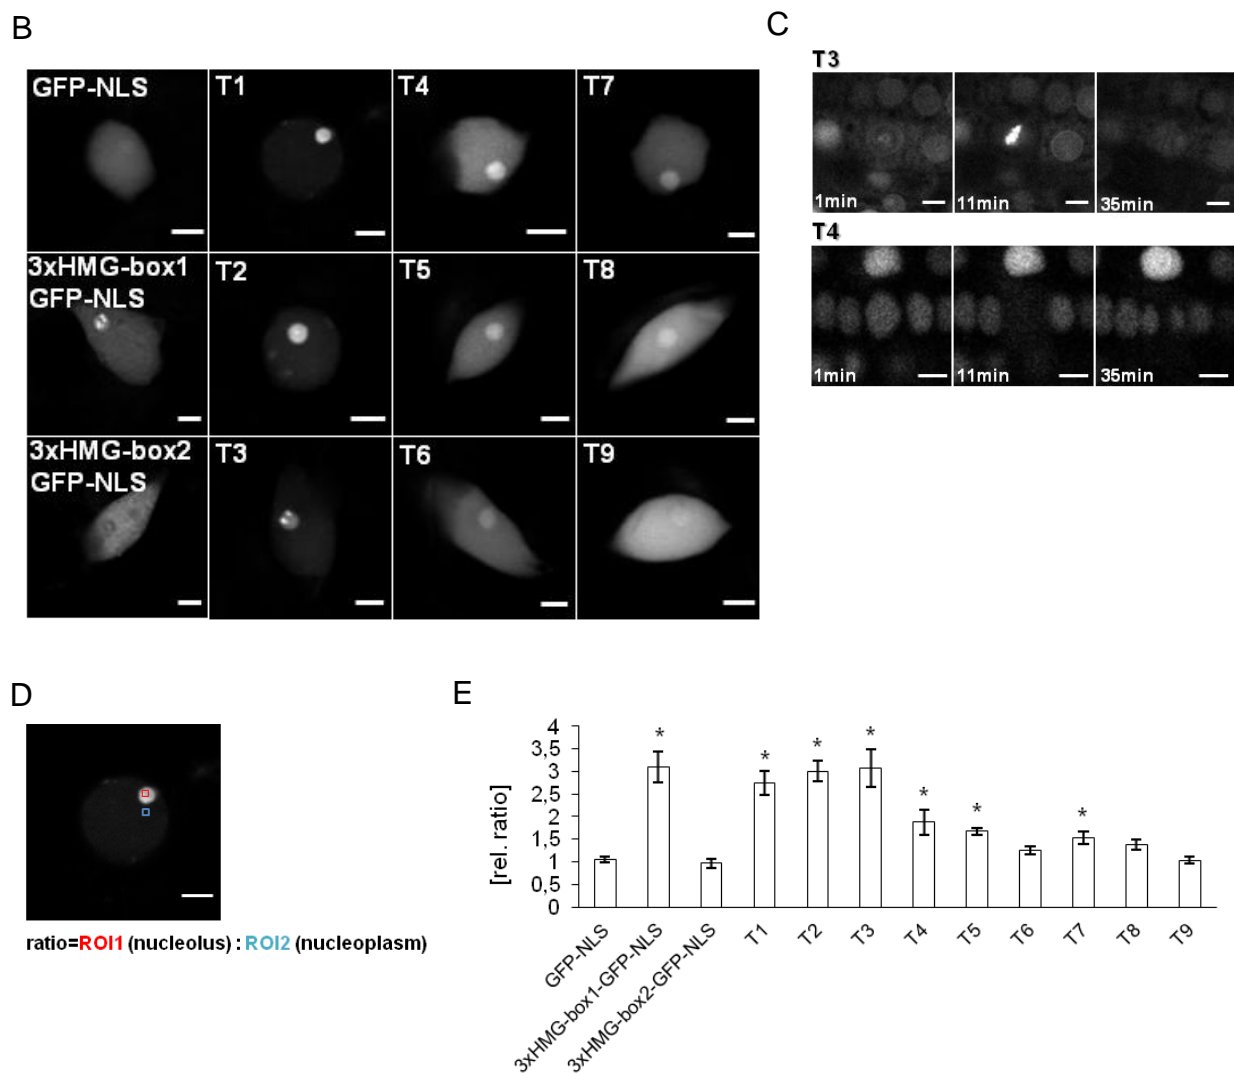 B
GFP-NLS
T1
T4
T7
3xHMG-box1
GFP-NLS
T2
T5
T8
3xHMG-box2
GFP-NLS
T3
T6
T9
C
T3
1min
11min
35min
T4
1min
11min
35min
D
ratio=ROI1 (nucleolus) : ROI2 (nucleoplasm)
E
[rel. ratio]
4
3,5
3
2,5
2
1,5
1
0,5
0
* * * * * * *
GFP-NLS
3xHMG-box1-GFP-NLS
3xHMG-box2-GFP-NLS
T1
T2
T3
T4
T5
T6
T7
T8
T9